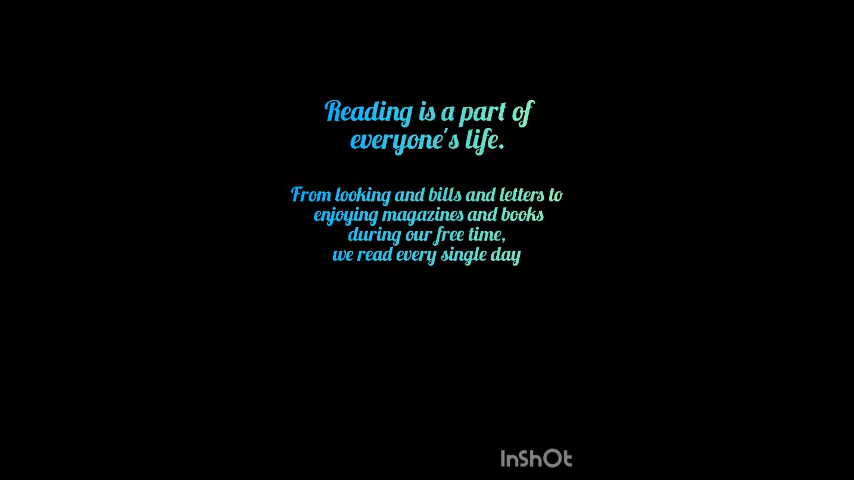 Reading is a part of
everyone's life.
From looking and bills and letters to
enjoying magazines and books
during our free time,
we read every single day
InShOt